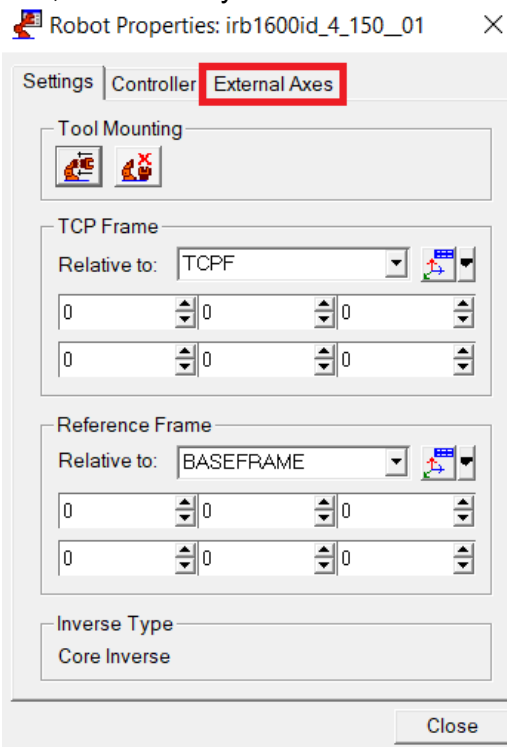 Robot Properties: irb1600id_4_150__01
Settings Controller External Axes
Tool Mounting
TCP Frame
Relative to: TCPF
0 0 0
0 0 0
Reference Frame
Relative to: BASEFRAME
0 0 0
0 0 0
Inverse Type
Core Inverse
Close